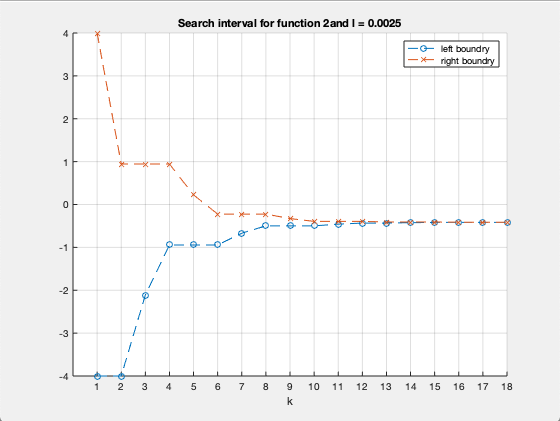 Search interval for function 2and l = 0.0025
left boundry
right boundry
4
3
2
1
0
-1
-2
-3
-4
1 2 3 4 5 6 7 8 9 10 11 12 13 14 15 16 17 18
k